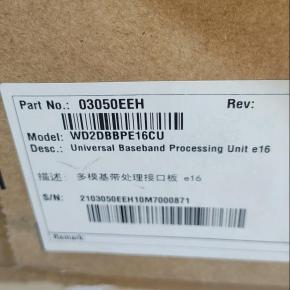 Part No.: 03050EEH Rev:
Model: WD2DBBPE16CU
Desc.: Universal Baseband Processing Unit e16
描述: 多模基带处理接口板 e16
S/N: 2103050EEH10M7000871
Remark